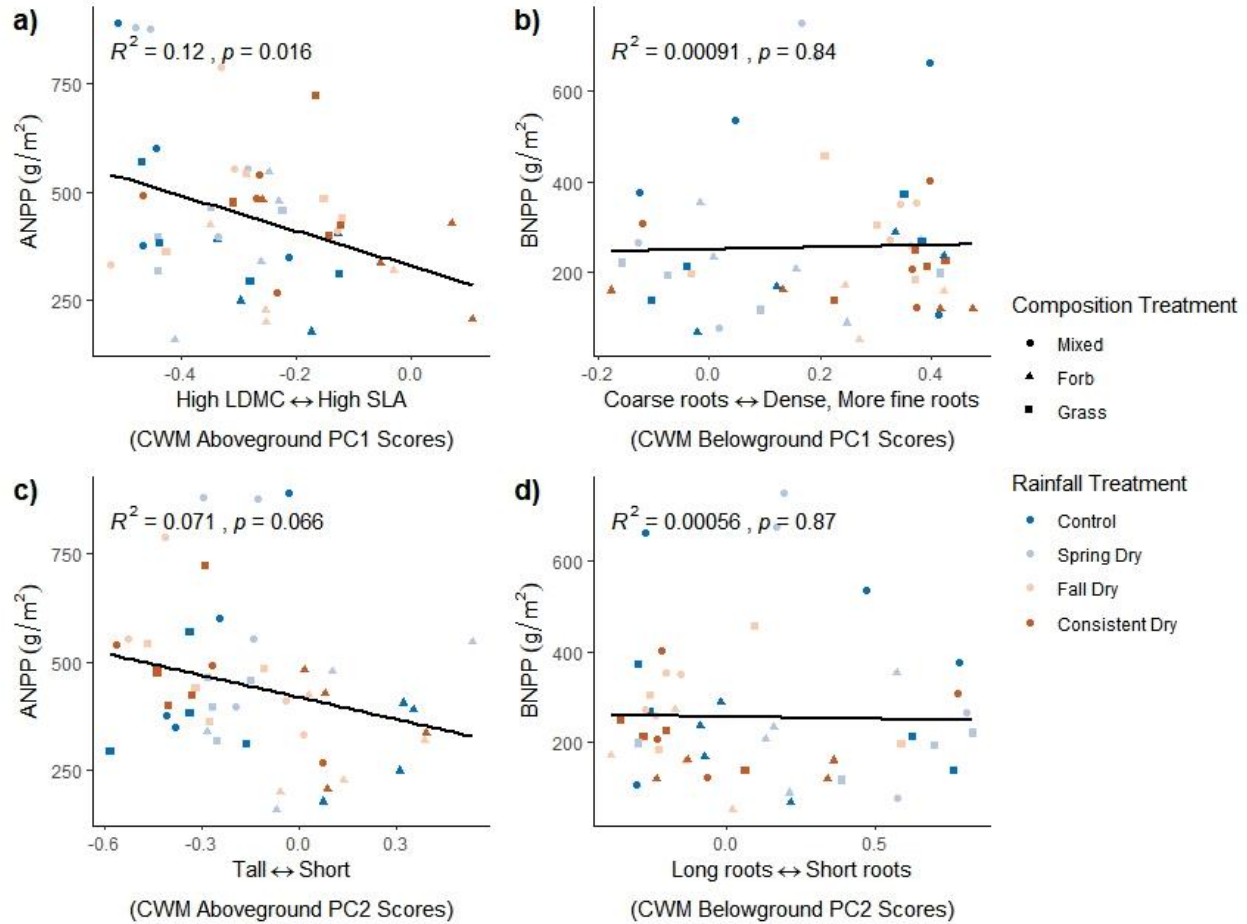 a)
R² = 0.12 , p = 0.016
ANPP (g/m²)
750
500
250
-0.4
-0.2
0.0
High LDMC ↔ High SLA
(CWM Aboveground PC1 Scores)
b)
R² = 0.00091 , p = 0.84
BNPP (g/m²)
600
400
200
-0.2
0.0
0.2
0.4
Coarse roots ↔ Dense, More fine roots
(CWM Belowground PC1 Scores)
c)
R² = 0.071 , p = 0.066
ANPP (g/m²)
750
500
250
-0.6
-0.3
0.0
0.3
Tall ↔ Short
(CWM Aboveground PC2 Scores)
d)
R² = 0.00056 , p = 0.87
BNPP (g/m²)
600
400
200
0.0
0.5
Long roots ↔ Short roots
(CWM Belowground PC2 Scores)
Composition Treatment
Mixed
Forb
Grass
Rainfall Treatment
Control
Spring Dry
Fall Dry
Consistent Dry